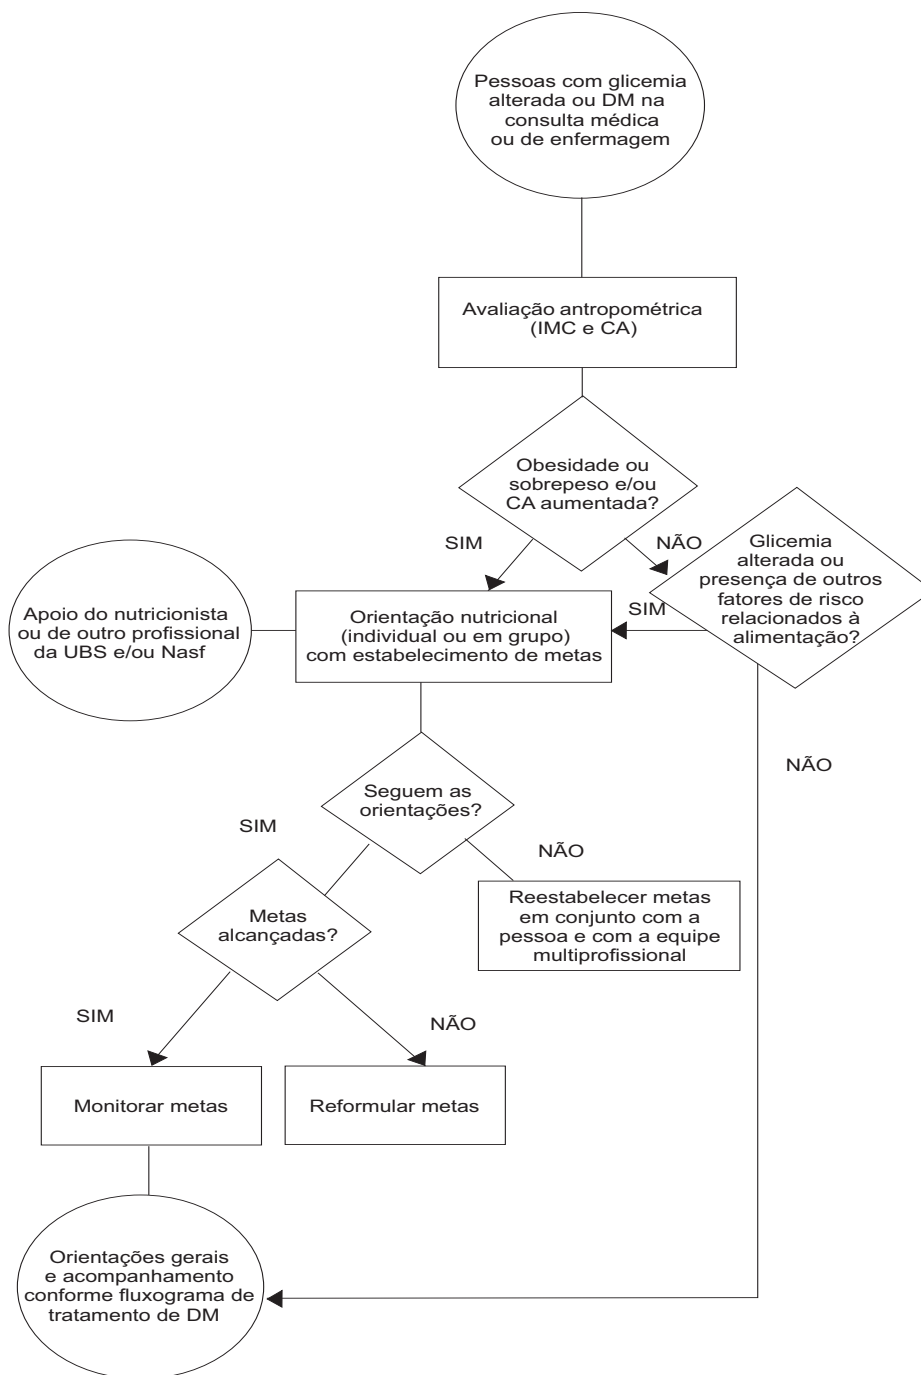 Pessoas com glicemia
alterada ou DM na
consulta médica
ou de enfermagem
Avaliação antropométrica
(IMC e CA)
Obesidade ou
sobrepeso e/ou
CA aumentada?
SIM
NÃO
Glicemia
alterada ou
presença de outros
fatores de risco
relacionados à
alimentação?
SIM
NÃO
Apoio do nutricionista
ou de outro profissional
da UBS e/ou Nasf
Orientação nutricional
(individual ou em grupo)
com estabelecimento de metas
Seguem as
orientações?
SIM
NÃO
Reestabelecer metas
em conjunto com a
pessoa e com a equipe
multiprofissional
Metas
alcançadas?
SIM
NÃO
Monitorar metas
Reformular metas
Orientações gerais
e acompanhamento
conforme fluxograma de
tratamento de DM